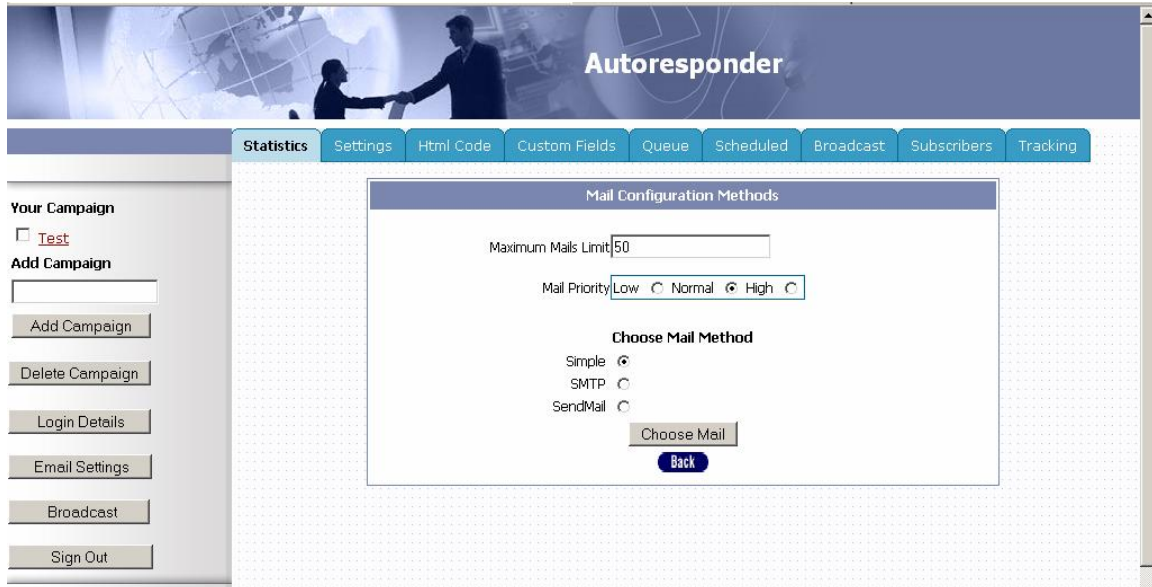 Autoresponder
Statistics Settings Html Code Custom Fields Queue Scheduled Broadcast Subscribers Tracking
Your Campaign
Test
Add Campaign
Add Campaign
Delete Campaign
Login Details
Email Settings
Broadcast
Sign Out
Mail Configuration Methods
Maximum Mails Limit 50
Mail Priority Low Normal High
Choose Mail Method
Simple
SMTP
SendMail
Choose Mail
Back